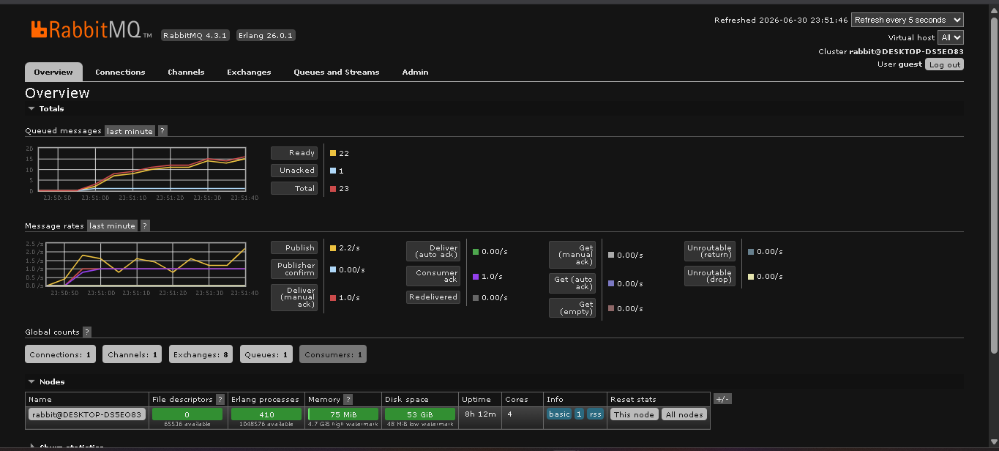 RabbitMQ TM RabbitMQ 4.3.1 Erlang 26.0.1
Refreshed 2026-06-30 23:51:46 Refresh every 5 seconds
Virtual host All
Cluster rabbit@DESKTOP-DS5EO83
User guest Log out
Overview Connections Channels Exchanges Queues and Streams Admin
Overview
Totals
Queued messages last minute ?
20
15
10
5
0
23:50:50 23:51:00 23:51:10 23:51:20 23:51:30 23:51:40
Ready 22
Unacked 1
Total 23
Message rates last minute ?
2.5 /s
2.0 /s
1.5 /s
1.0 /s
0.5 /s
0.0 /s
23:50:50 23:51:00 23:51:10 23:51:20 23:51:30 23:51:40
Publish 2.2/s
Publisher
confirm 0.00/s
Deliver
(manual
ack) 1.0/s
Deliver
(auto ack) 0.00/s
Consumer
ack 1.0/s
Redelivered 0.00/s
Get
(manual
ack) 0.00/s
Get (auto
ack) 0.00/s
Get
(empty) 0.00/s
Unroutable
(return) 0.00/s
Unroutable
(drop) 0.00/s
Global counts ?
Connections: 1 Channels: 1 Exchanges: 8 Queues: 1 Consumers: 1
Nodes
Name File descriptors ? Erlang processes Memory ? Disk space Uptime Cores Info Reset stats +/-
rabbit@DESKTOP-DS5EO83 0 410 75 MiB 53 GiB 8h 12m 4 basic 1 rss This node All nodes
65536 available 1048576 available 4.7 GiB high watermark 48 MiB low watermark
Churn statistics